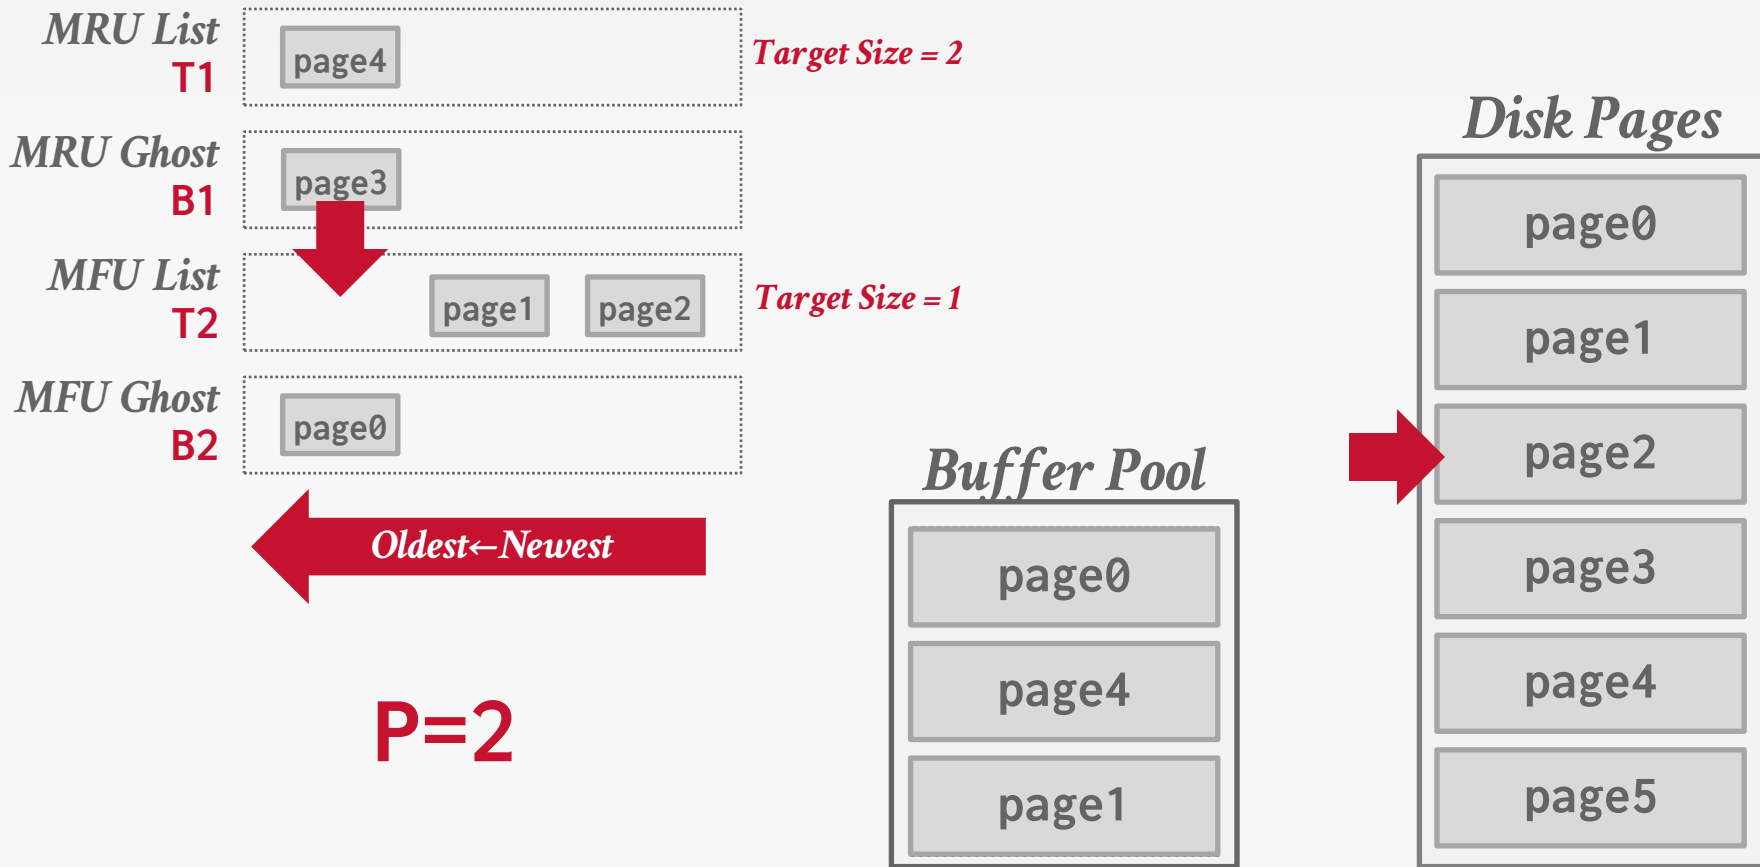 MRU List
T1
page4
Target Size = 2
MRU Ghost
B1
page3
MFU List
T2
page1
page2
Target Size = 1
MFU Ghost
B2
page0
Oldest←Newest
P=2
Buffer Pool
page0
page4
page1
Disk Pages
page0
page1
page2
page3
page4
page5